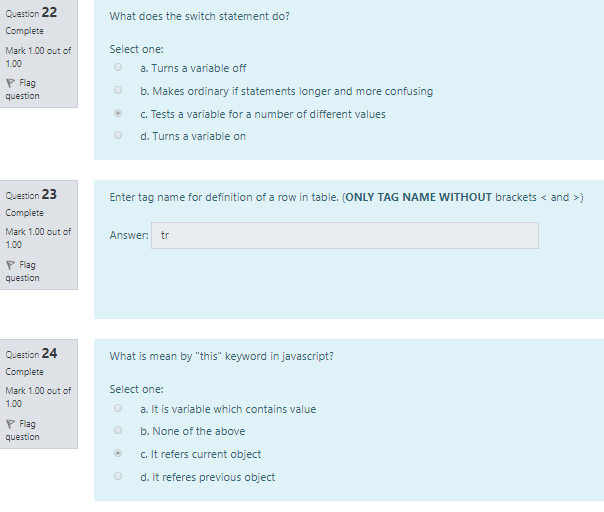 Question 22
Complete
Mark 1.00 out of
1.00
Flag
question
What does the switch statement do?
Select one:
a. Turns a variable off
b. Makes ordinary if statements longer and more confusing
c. Tests a variable for a number of different values
d. Turns a variable on
Question 23
Complete
Mark 1.00 out of
1.00
Flag
question
Enter tag name for definition of a row in table. (ONLY TAG NAME WITHOUT brackets < and >)
Answer: tr
Question 24
Complete
Mark 1.00 out of
1.00
Flag
question
What is mean by "this" keyword in javascript?
Select one:
a. It is variable which contains value
b. None of the above
c. It refers current object
d. It referes previous object